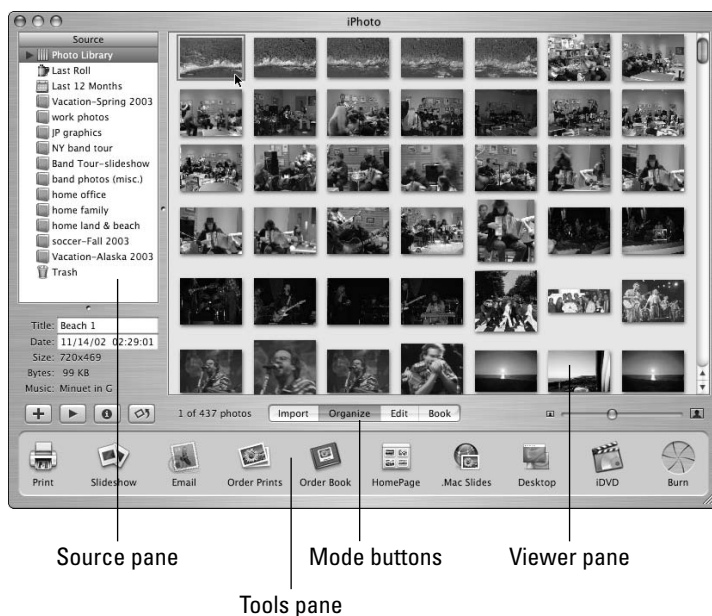 iPhoto
Source
Photo Library
Last Roll
Last 12 Months
Vacation-Spring 2003
work photos
JP graphics
NY band tour
Band Tour-slideshow
band photos (misc.)
home office
home family
home land & beach
soccer-Fall 2003
Vacation-Alaska 2003
Trash
Title: Beach 1
Date: 11/14/02 02:29:01
Size: 720x469
Bytes: 99 KB
Music: Minuet in G
1 of 437 photos Import Organize Edit Book
Print Slideshow Email Order Prints Order Book HomePage .Mac Slides Desktop iDVD Burn
Source pane Mode buttons Viewer pane
Tools pane